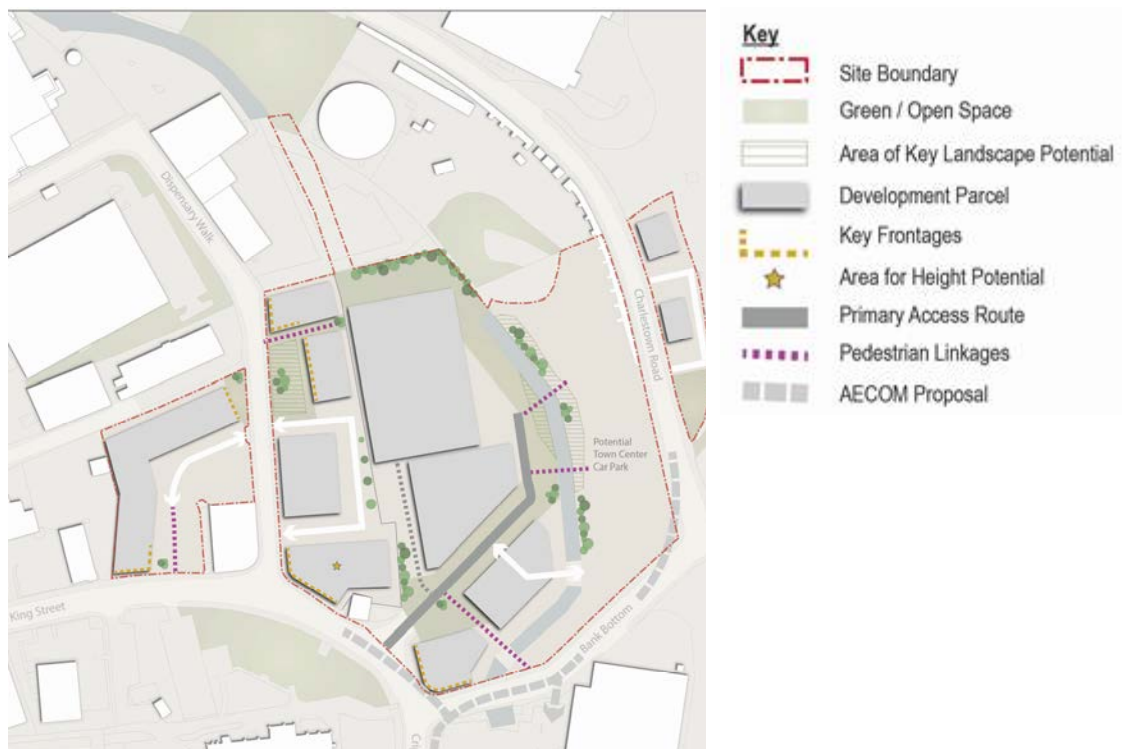 Dispensary Walk
Charlestown Road
Potential
Town Center
Car Park
King Street
Bank Bottom
Key
Site Boundary
Green / Open Space
Area of Key Landscape Potential
Development Parcel
Key Frontages
Area for Height Potential
Primary Access Route
Pedestrian Linkages
AECOM Proposal